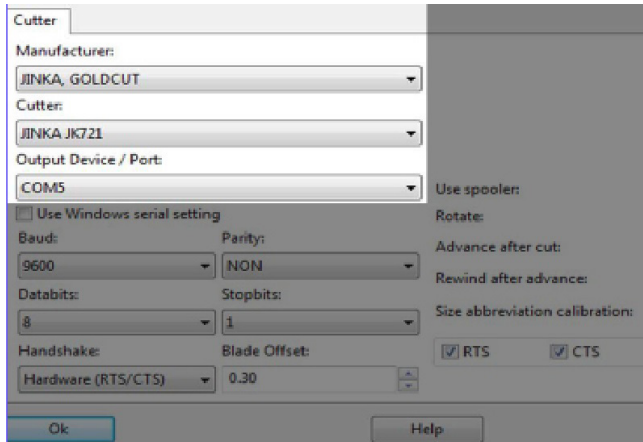 Cutter
Manufacturer:
JINKA, GOLDCUT
Cutter:
JINKA JK721
Output Device / Port:
COM5
Use Windows serial setting
Baud: Parity:
9600 NON
Databits: Stopbits:
8 1
Handshake: Blade Offset:
Hardware (RTS/CTS) 0.30
Use spooler:
Rotate:
Advance after cut:
Rewind after advance:
Size abbreviation calibration:
RTS CTS
Ok Help